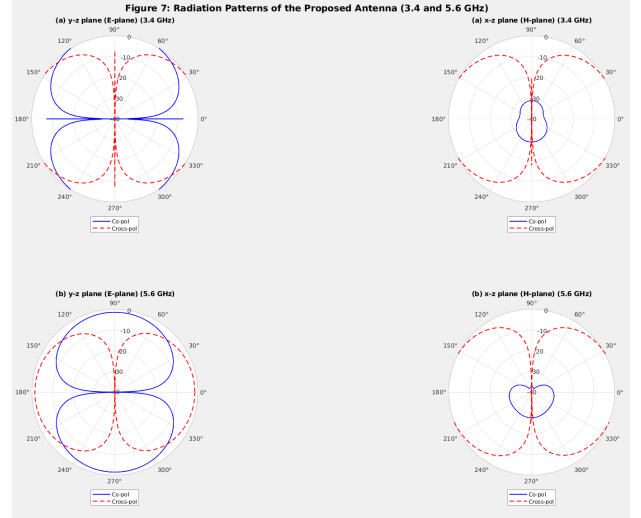 Figure 7: Radiation Patterns of the Proposed Antenna (3.4 and 5.6 GHz)
(a) y-z plane (E-plane) (3.4 GHz)
90°
120° 0 60°
-10
150° 30°
-20
-30
180° -40 0°
210° 330°
240° 300°
270°
Co-pol
Cross-pol
(a) x-z plane (H-plane) (3.4 GHz)
90°
120° 0 60°
-10
150° 30°
-20
-30
180° -40 0°
210° 330°
240° 300°
270°
Co-pol
Cross-pol
(b) y-z plane (E-plane) (5.6 GHz)
90°
120° 0 60°
-10
150° 30°
-20
-30
180° -40 0°
210° 330°
240° 300°
270°
Co-pol
Cross-pol
(b) x-z plane (H-plane) (5.6 GHz)
90°
120° 0 60°
-10
150° 30°
-20
-30
180° -40 0°
210° 330°
240° 300°
270°
Co-pol
Cross-pol